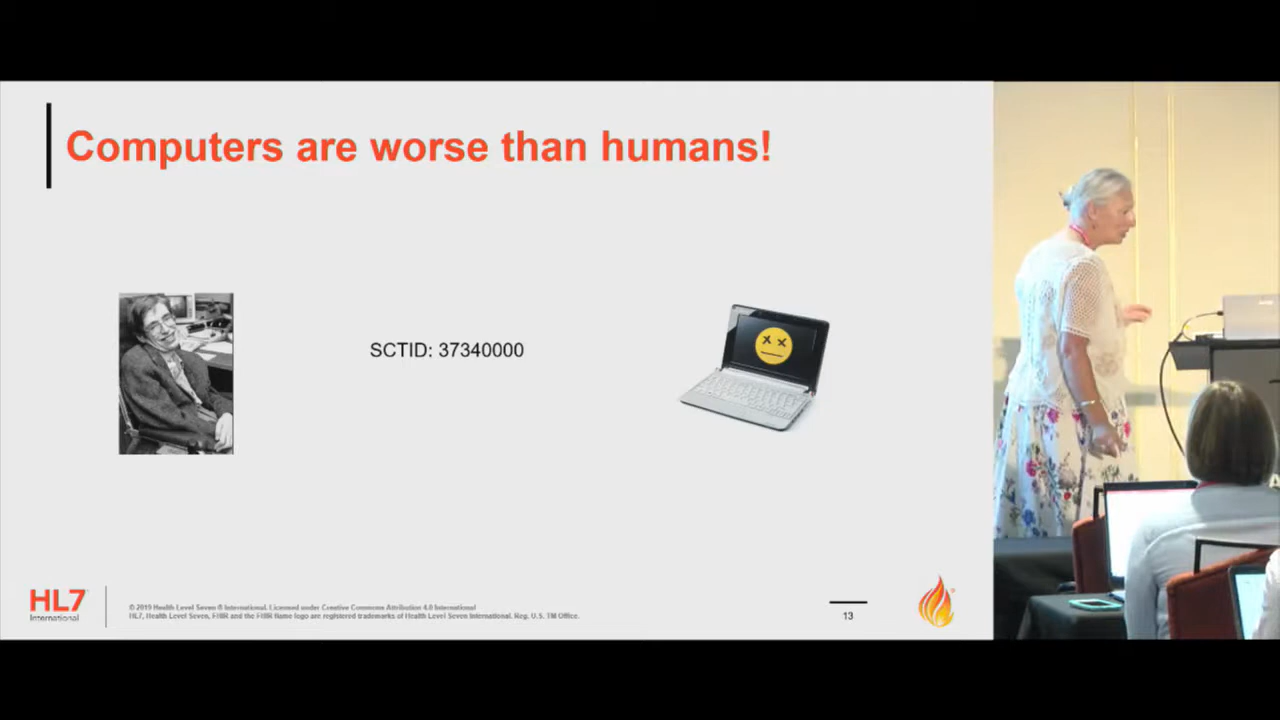 Computers are worse than humans!
SCTID: 37340000
HL7
International
© 2019 Health Level Seven ® International. Licensed under Creative Commons Attribution 4.0 International
HL7, Health Level Seven, FHIR and the FHIR flame logo are registered trademarks of Health Level Seven International. Reg. U.S. TM Office.
13